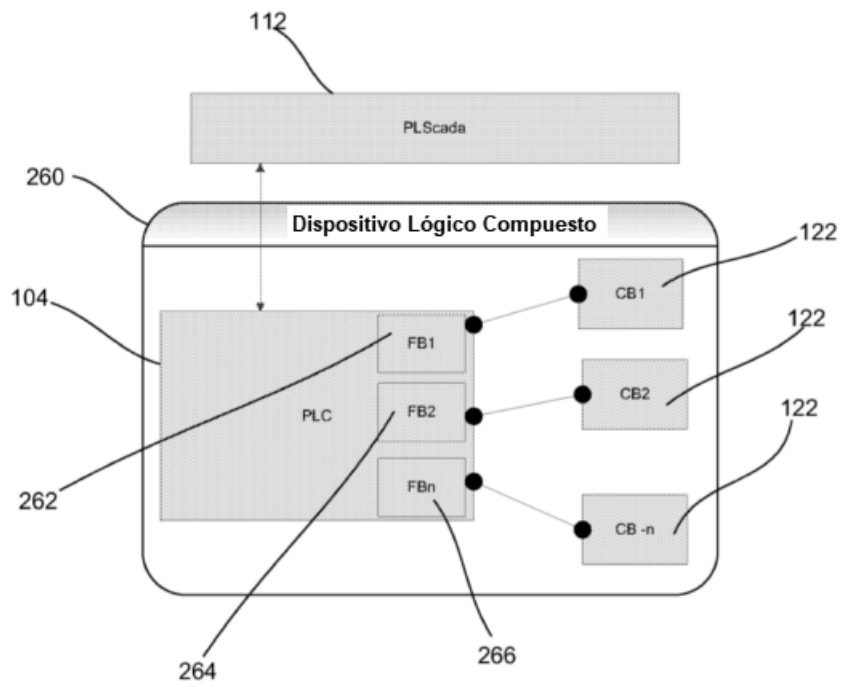 112
PLScada
260
Dispositivo Lógico Compuesto
122
104
CB1
FB1
122
CB2
PLC
FB2
122
262
FBn
CB -n
264
266